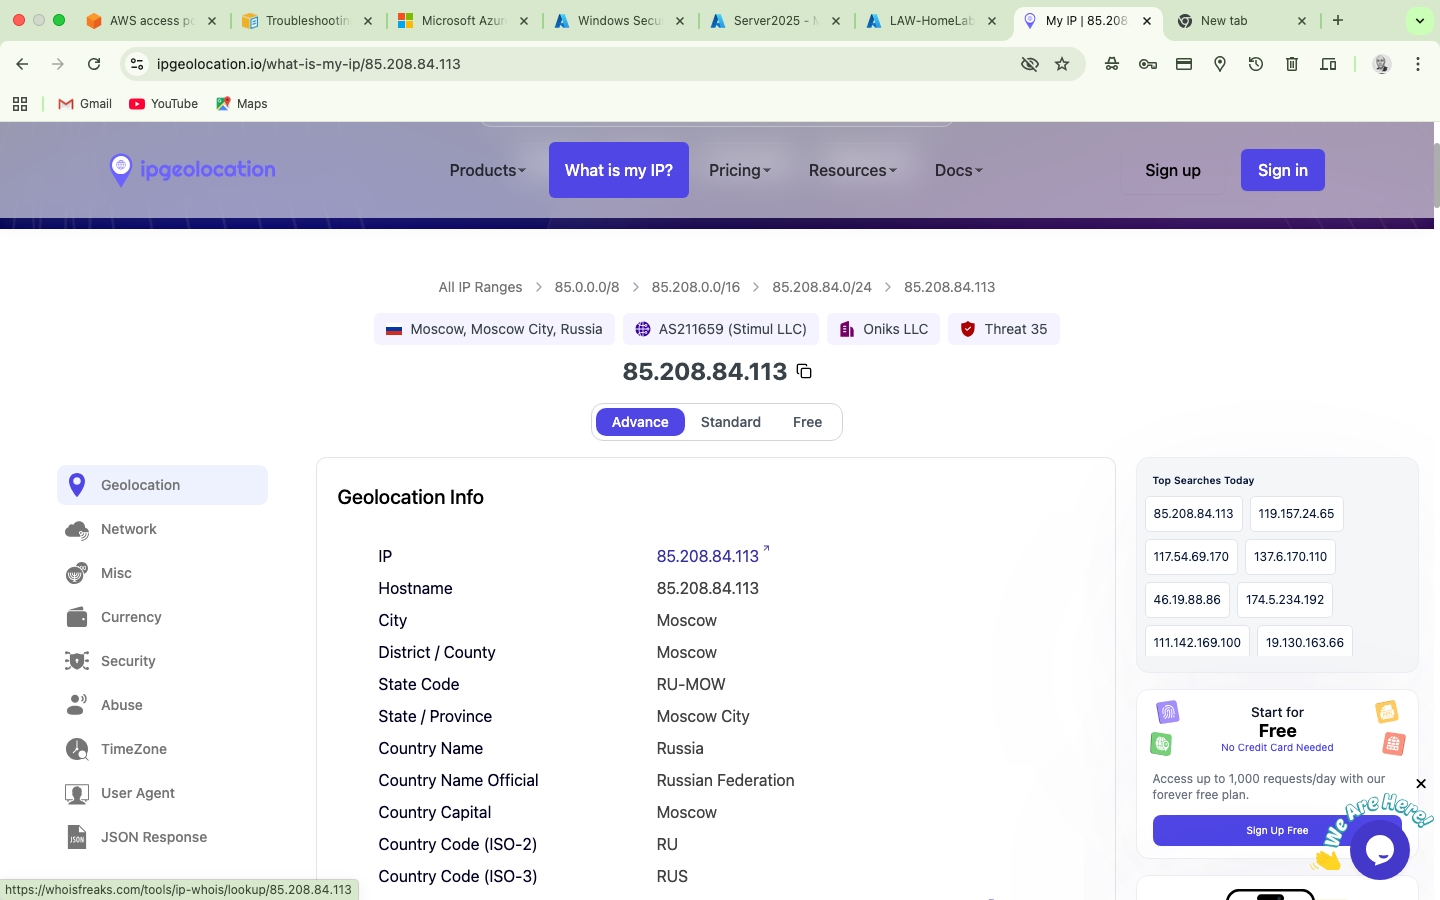 AWS access po
Troubleshootin
Microsoft Azur
Windows Secu
Server2025 - M
LAW-HomeLab
My IP | 85.208
New tab
ipgeolocation.io/what-is-my-ip/85.208.84.113
Gmail
YouTube
Maps
ipgeolocation
Products
What is my IP?
Pricing
Resources
Docs
Sign up
Sign in
All IP Ranges > 85.0.0.0/8 > 85.208.0.0/16 > 85.208.84.0/24 > 85.208.84.113
Moscow, Moscow City, Russia
AS211659 (Stimul LLC)
Oniks LLC
Threat 35
85.208.84.113
Advance
Standard
Free
Geolocation
Network
Misc
Currency
Security
Abuse
TimeZone
User Agent
JSON
JSON Response
Geolocation Info
IP 85.208.84.113
Hostname 85.208.84.113
City Moscow
District / County Moscow
State Code RU-MOW
State / Province Moscow City
Country Name Russia
Country Name Official Russian Federation
Country Capital Moscow
Country Code (ISO-2) RU
Country Code (ISO-3) RUS
Top Searches Today
85.208.84.113
119.157.24.65
117.54.69.170
137.6.170.110
46.19.88.86
174.5.234.192
111.142.169.100
19.130.163.66
Start for
Free
No Credit Card Needed
Access up to 1,000 requests/day with our
forever free plan.
Sign Up Free
We Are Here!
https://whoisfreaks.com/tools/ip-whois/lookup/85.208.84.113